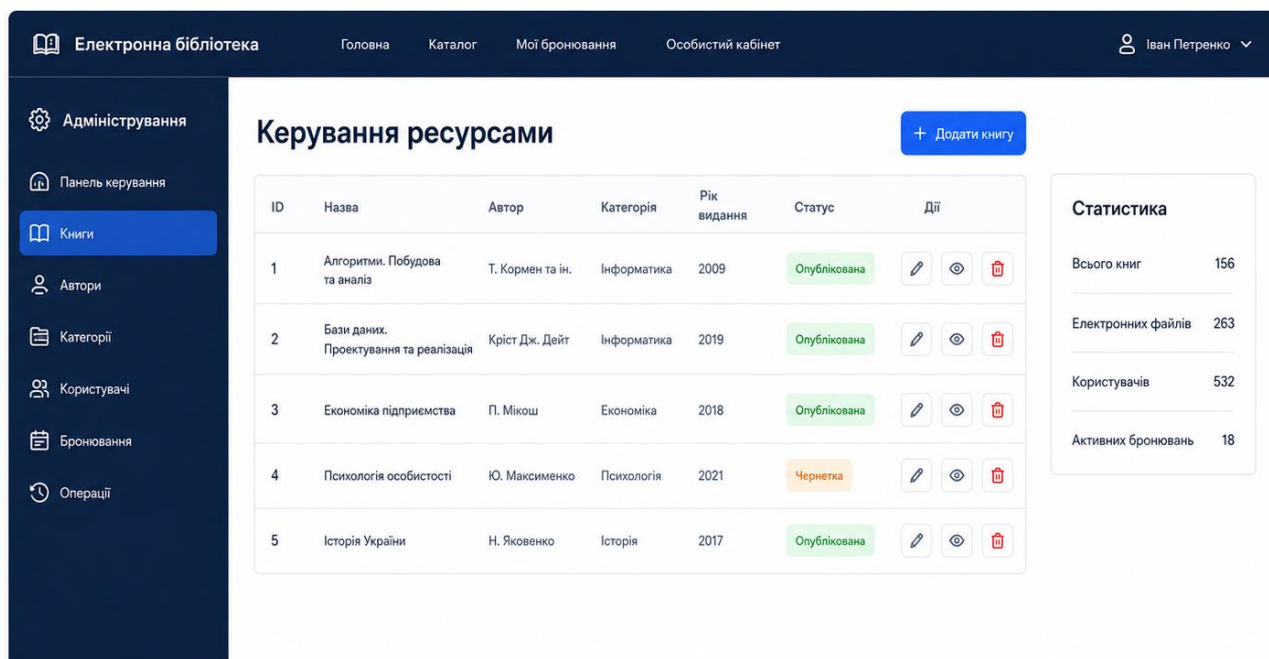 Електронна бібліотека
Головна Каталог Мої бронювання Особистий кабінет
Іван Петренко
Адміністрування
Панель керування
Книги
Автори
Категорії
Користувачі
Бронювання
Операції
Керування ресурсами
+ Додати книгу
ID Назва Автор Категорія Рік видання Статус Дії
1 Алгоритми. Побудова та аналіз Т. Кормен та ін. Інформатика 2009 Опублікована
2 Бази даних. Проектування та реалізація Кріст Дж. Дейт Інформатика 2019 Опублікована
3 Економіка підприємства П. Мікош Економіка 2018 Опублікована
4 Психологія особистості Ю. Максименко Психологія 2021 Чернетка
5 Історія України Н. Яковенко Історія 2017 Опублікована
Статистика
Всього книг 156
Електронних файлів 263
Користувачів 532
Активних бронювань 18